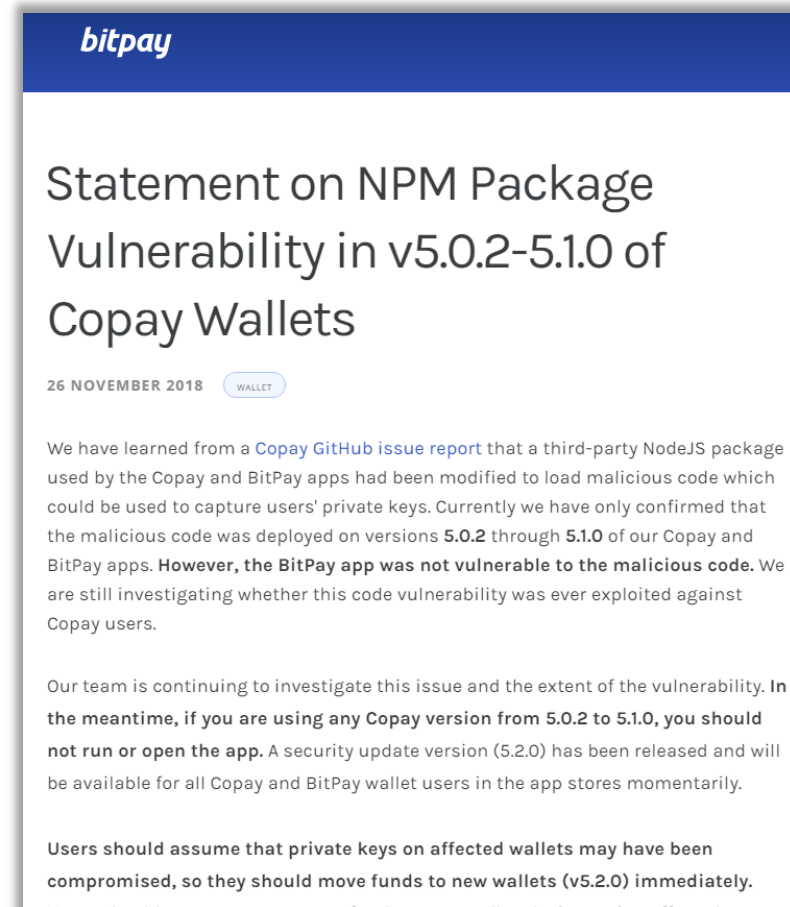 bitpay
Statement on NPM Package
Vulnerability in v5.0.2-5.1.0 of
Copay Wallets
26 NOVEMBER 2018 WALLET
We have learned from a Copay GitHub issue report that a third-party NodeJS package
used by the Copay and BitPay apps had been modified to load malicious code which
could be used to capture users' private keys. Currently we have only confirmed that
the malicious code was deployed on versions 5.0.2 through 5.1.0 of our Copay and
BitPay apps. However, the BitPay app was not vulnerable to the malicious code. We
are still investigating whether this code vulnerability was ever exploited against
Copay users.
Our team is continuing to investigate this issue and the extent of the vulnerability. In
the meantime, if you are using any Copay version from 5.0.2 to 5.1.0, you should
not run or open the app. A security update version (5.2.0) has been released and will
be available for all Copay and BitPay wallet users in the app stores momentarily.
Users should assume that private keys on affected wallets may have been
compromised, so they should move funds to new wallets (v5.2.0) immediately.